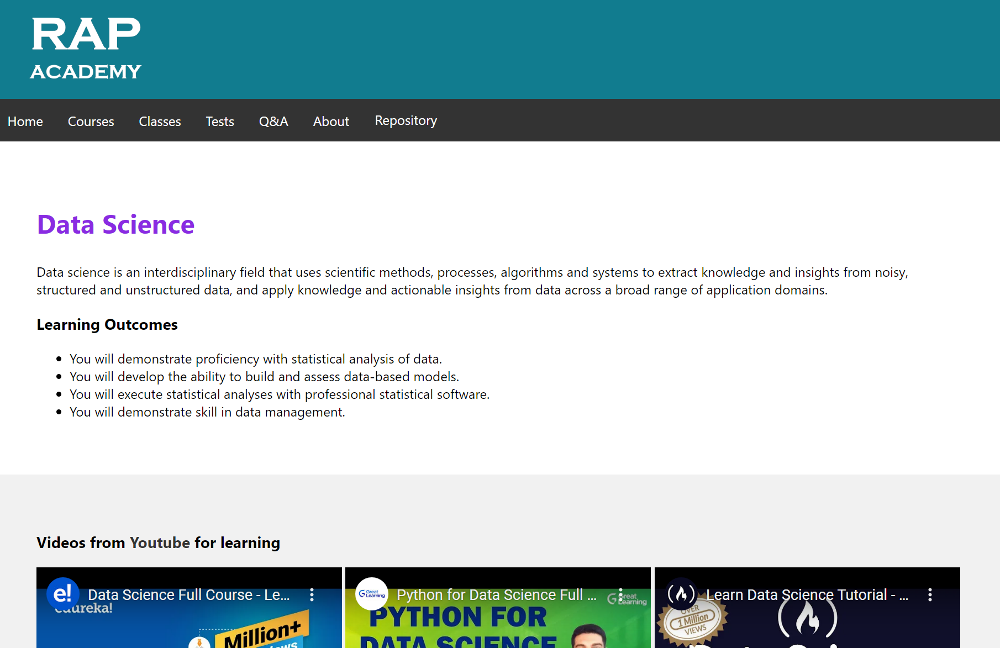 RAP
ACADEMY
Home Courses Classes Tests Q&A About Repository
Data Science
Data science is an interdisciplinary field that uses scientific methods, processes, algorithms and systems to extract knowledge and insights from noisy,
structured and unstructured data, and apply knowledge and actionable insights from data across a broad range of application domains.
Learning Outcomes
• You will demonstrate proficiency with statistical analysis of data.
• You will develop the ability to build and assess data-based models.
• You will execute statistical analyses with professional statistical software.
• You will demonstrate skill in data management.
Videos from Youtube for learning
e! Data Science Full Course - Le...
edureka!
Million+
Great Learning Python for Data Science Full ...
Great Learning
PYTHON FOR
DATA SCIENCE
Learn Data Science Tutorial - ...
OVER
1 Million
VIEWS